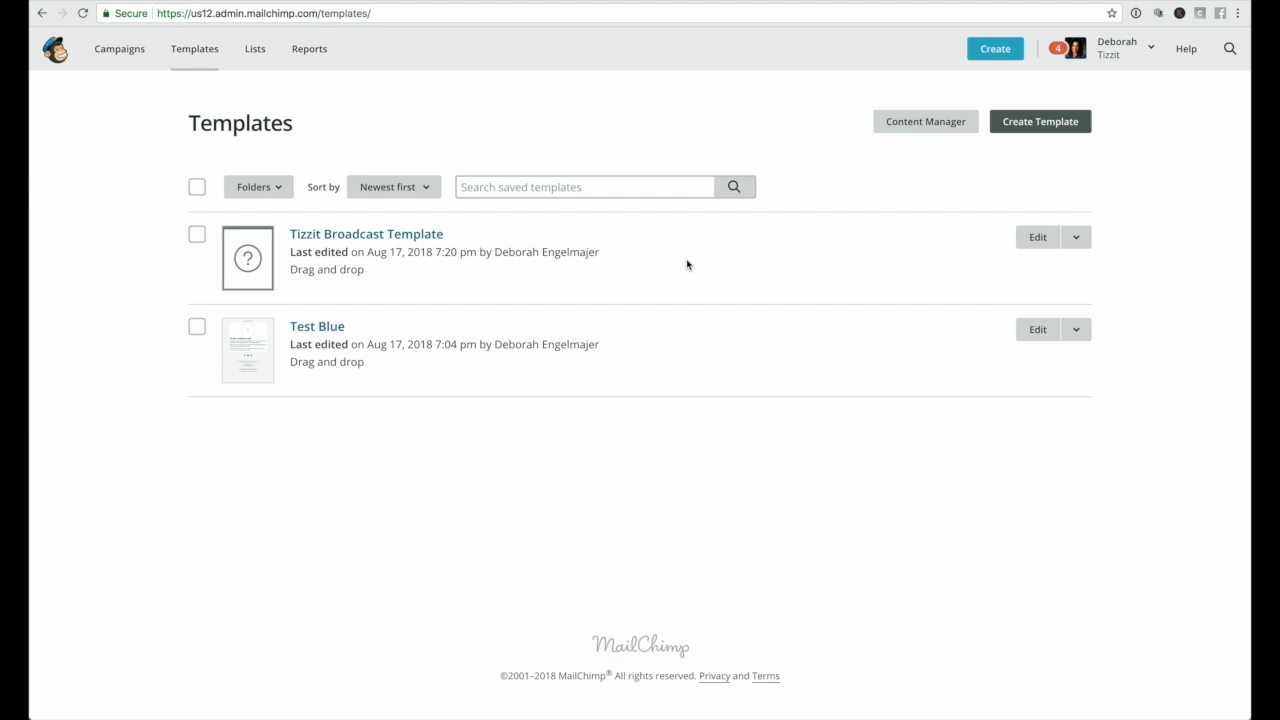 Secure https://us12.admin.mailchimp.com/templates/
Campaigns Templates Lists Reports Create 4 Deborah Help
Tizzit
Templates Content Manager Create Template
Folders Sort by Newest first Search saved templates
Tizzit Broadcast Template
Last edited on Aug 17, 2018 7:20 pm by Deborah Engelmajer Edit
Drag and drop
Test Blue
Last edited on Aug 17, 2018 7:04 pm by Deborah Engelmajer Edit
Drag and drop
MailChimp
©2001–2018 MailChimp® All rights reserved. Privacy and Terms